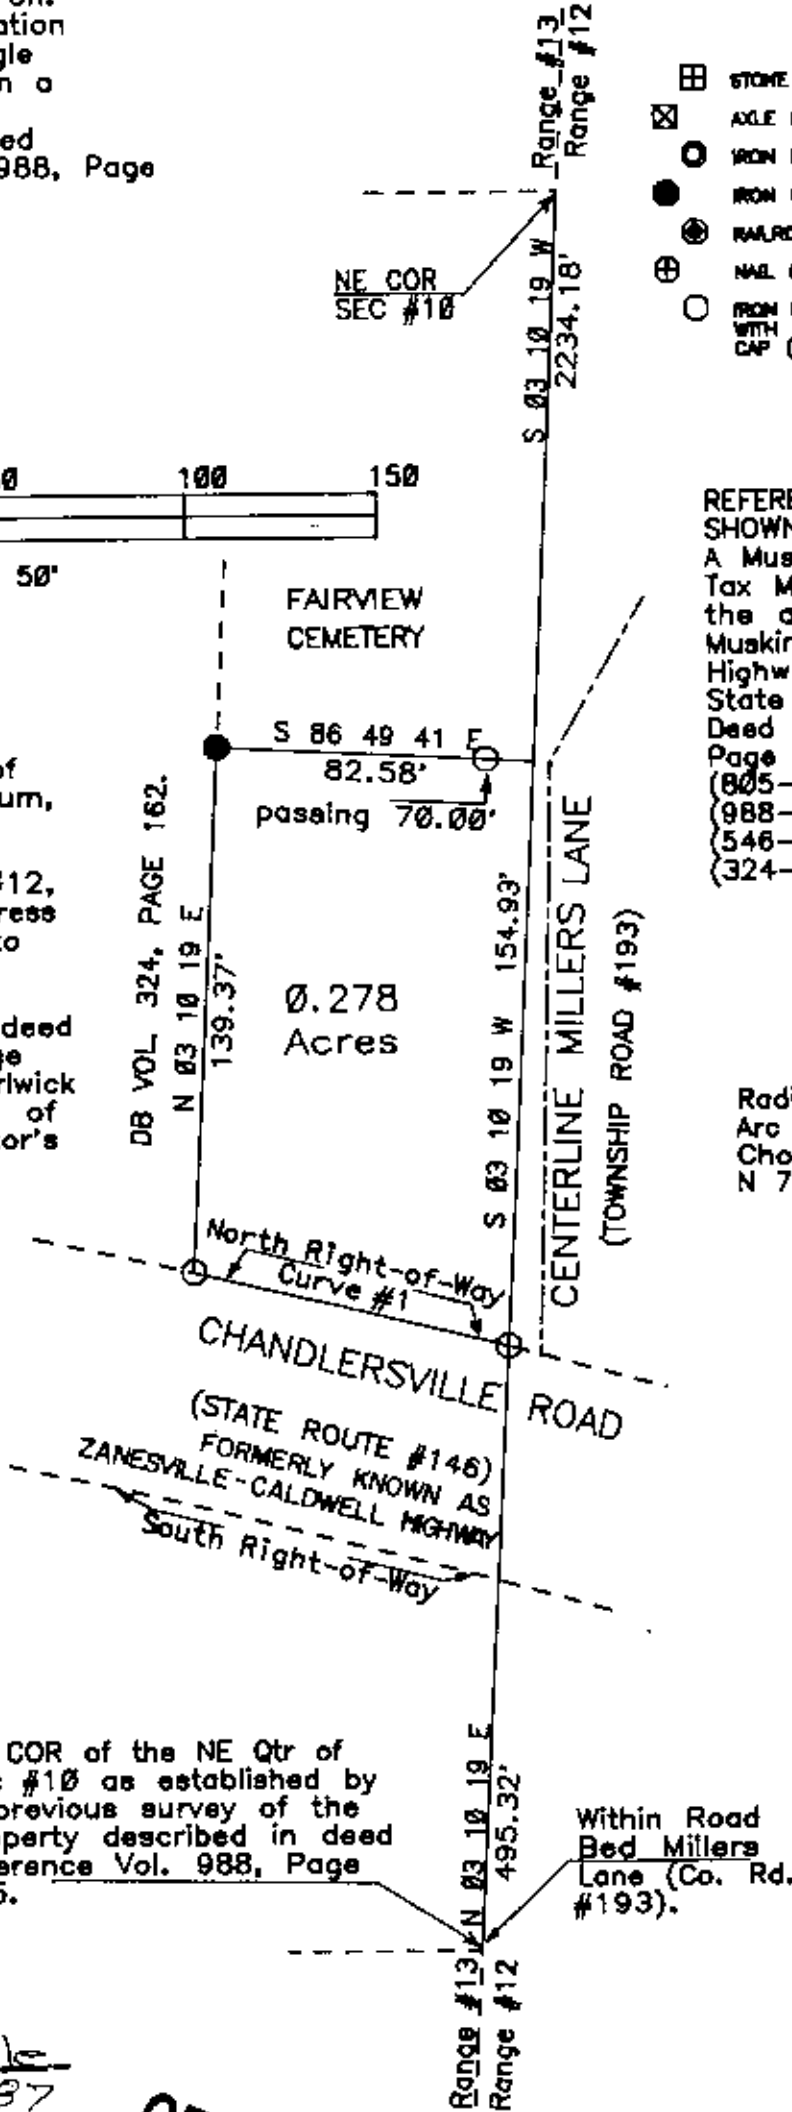 gle
n a
ed
988, Page
Range #13
Range #12
STONE
AXLE
IRON
IRON
NAIL
IRON
WITH
CAP
NE COR
SEC #10
S 03 10 19 W
2234.18'
100 150
50'
FAIRVIEW
CEMETERY
REFERE
SHOWN
A Mus
Tax M
the
Muskin
Highw
State
Deed
Page
(805-
(988-
(546-
(324-
S 86 49 41 E
82.58'
passing 70.00'
of
um,
#12,
ress
to
deed
rlwick
of
or's
DB VOL 324, PAGE 162.
N 03 10 19 E
139.37'
0.278
Acres
S 03 10 19 W 154.93'
CENTERLINE MILLERS LANE
(TOWNSHIP ROAD #193)
Radi
Arc
Cho
N 7
North Right-of-Way
Curve #1
CHANDLERSVILLE ROAD
(STATE ROUTE #146)
FORMERLY KNOWN AS
ZANESVILLE-CALDWELL HIGHWAY
South Right-of-Way
COR of the NE Qtr of
#10 as established by
previous survey of the
perty described in deed
erence Vol. 988, Page
N 03 10 19 E
495.32'
Within Road
Bed Millers
Lane (Co. Rd.
#193).
Range #13
Range #12